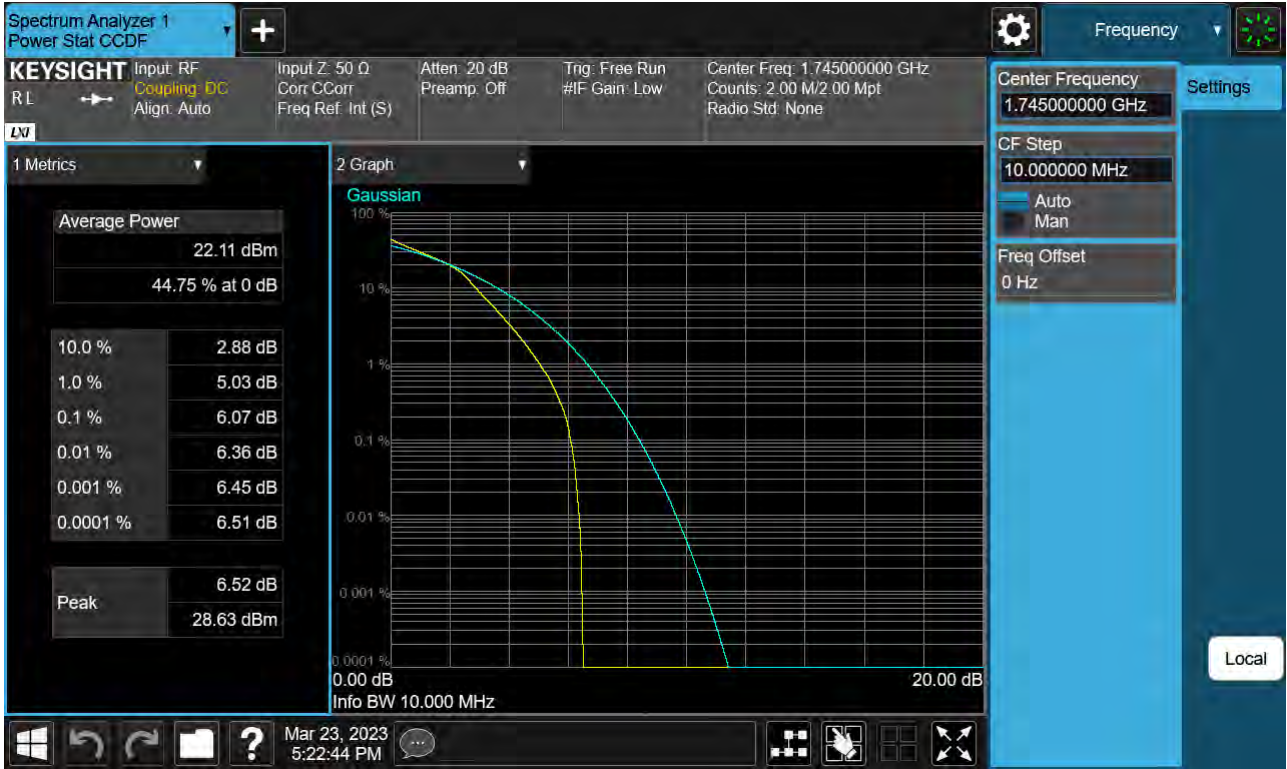 Spectrum Analyzer 1
Power Stat CCDF
Frequency
KEYSIGHT
R L
LXI
Input: RF
Coupling: DC
Align: Auto
Input Z: 50 Ω
Corr CCorr
Freq Ref: Int (S)
Atten: 20 dB
Preamp: Off
Trig: Free Run
#IF Gain: Low
Center Freq: 1.745000000 GHz
Counts: 2.00 M/2.00 Mpt
Radio Std: None
1 Metrics
Average Power
22.11 dBm
44.75 % at 0 dB
10.0 % 2.88 dB
1.0 % 5.03 dB
0.1 % 6.07 dB
0.01 % 6.36 dB
0.001 % 6.45 dB
0.0001 % 6.51 dB
Peak
6.52 dB
28.63 dBm
2 Graph
Gaussian
100 %
10 %
1 %
0.1 %
0.01 %
0.001 %
0.0001 %
0.00 dB 20.00 dB
Info BW 10.000 MHz
Center Frequency
1.745000000 GHz
CF Step
10.000000 MHz
Auto
Man
Freq Offset
0 Hz
Settings
Local
?
Mar 23, 2023
5:22:44 PM